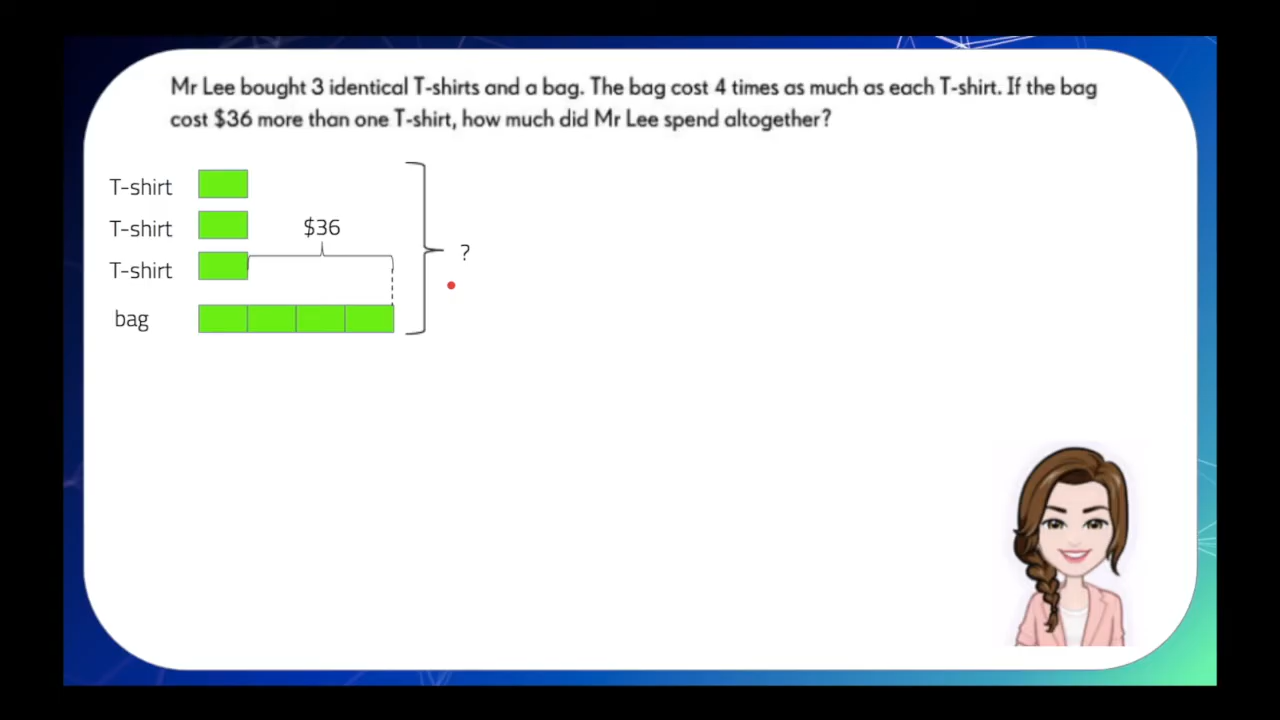 Mr Lee bought 3 identical T-shirts and a bag. The bag cost 4 times as much as each T-shirt. If the bag
cost $36 more than one T-shirt, how much did Mr Lee spend altogether?
T-shirt
T-shirt
$36
T-shirt
?
bag